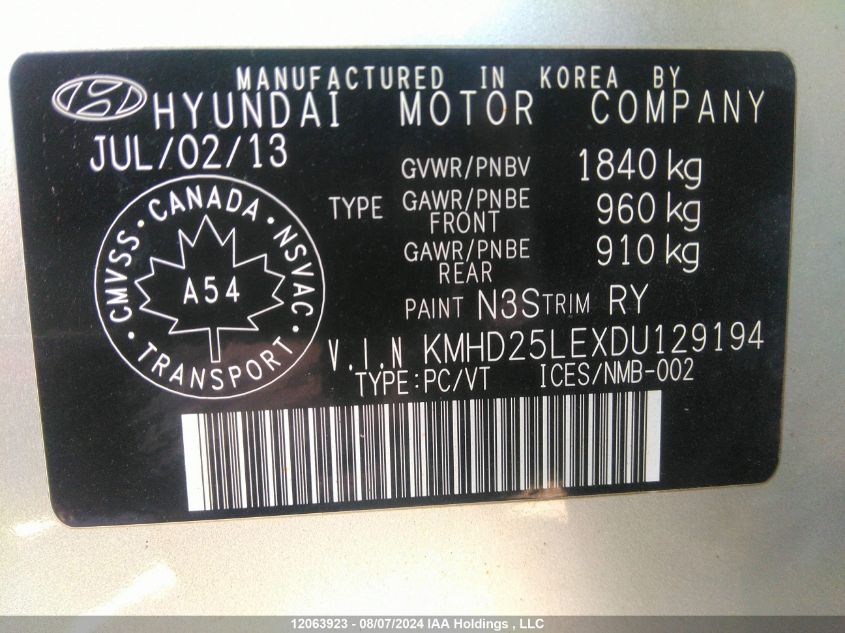 MANUFACTURED IN KOREA BY
HYUNDAI MOTOR COMPANY
JUL/02/13
GVWR/PNBV 1840 kg
TYPE GAWR/PNBE FRONT 960 kg
GAWR/PNBE REAR 910 kg
CMVSS • CANADA • NSVAC • TRANSPORT •
A54
PAINT N3S TRIM RY
V.I.N KMHD25LEXDU129194
TYPE:PC/VT ICES/NMB-002
12063923 - 08/07/2024 IAA Holdings , LLC